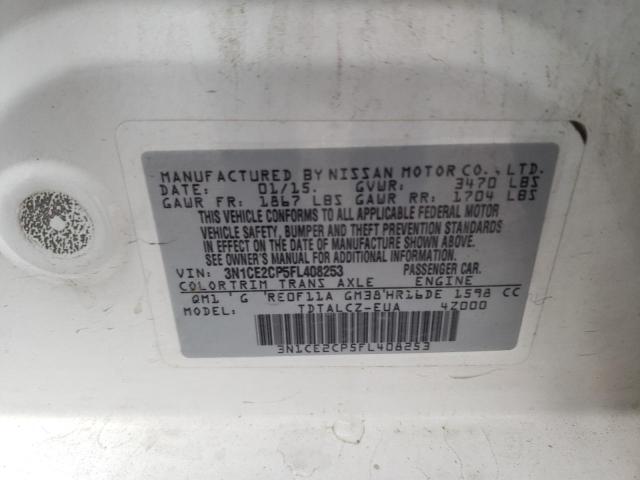 MANUFACTURED BY NISSAN MOTOR CO., LTD.
DATE: 01/15. GVWR: 3470 LBS
GAWR FR: 1867 LBS GAWR RR: 1704 LBS
THIS VEHICLE CONFORMS TO ALL APPLICABLE FEDERAL MOTOR
VEHICLE SAFETY, BUMPER AND THEFT PREVENTION STANDARDS
IN EFFECT ON THE DATE OF MANUFACTURE SHOWN ABOVE.
SEE OWNER'S MANUAL FOR ADDITIONAL INFORMATION.
VIN: 3N1CE2CP5FL408253 PASSENGER CAR.
COLOR TRIM TRANS AXLE ENGINE
QM1 'G 'RE0F11A GM38'HR16DE 1598 CC
TDTALCZ-EUA 4Z000
3N1CE2CP5FL408253